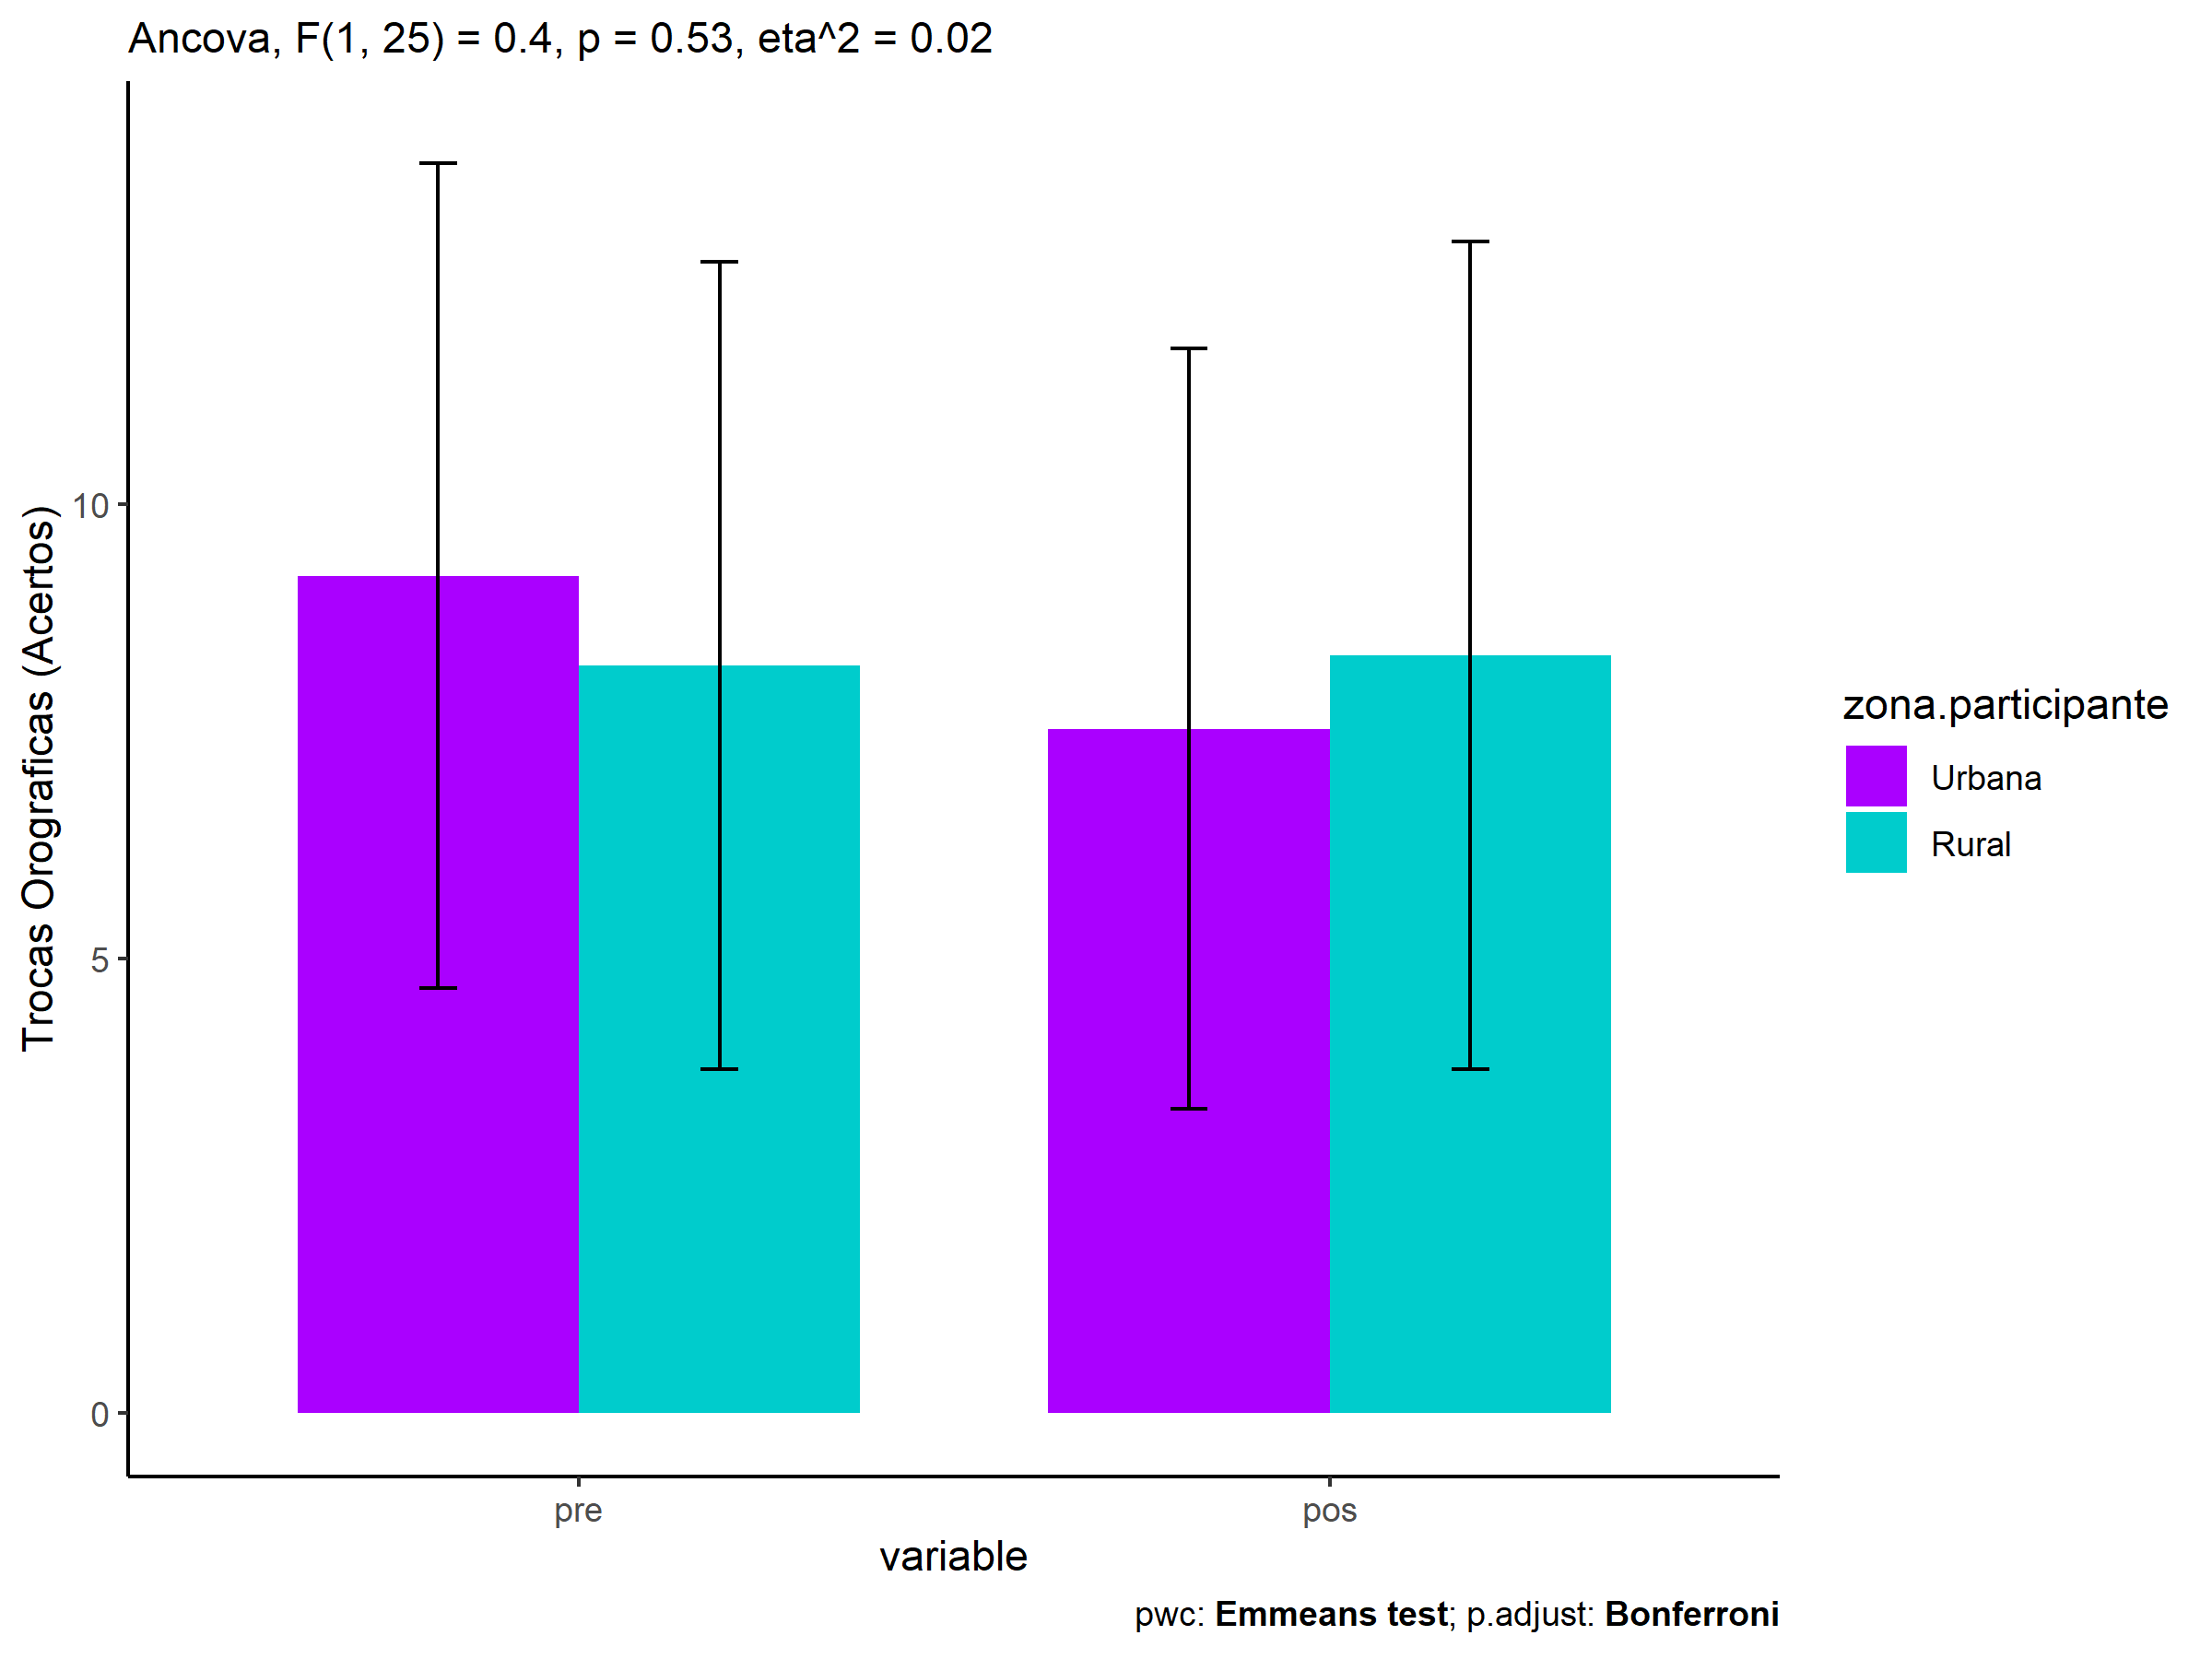 Ancova, F(1, 25) = 0.4, p = 0.53, eta^2 = 0.02
Trocas Orograficas (Acertos)
10
5
0
pre
pos
variable
zona.participante
Urbana
Rural
pwc: Emmeans test; p.adjust: Bonferroni